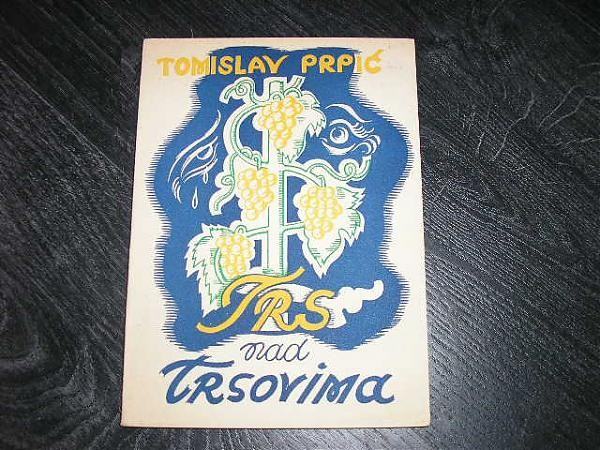 TOMISLAV PRPIĆ
TRS
nad
TRSOVIMA